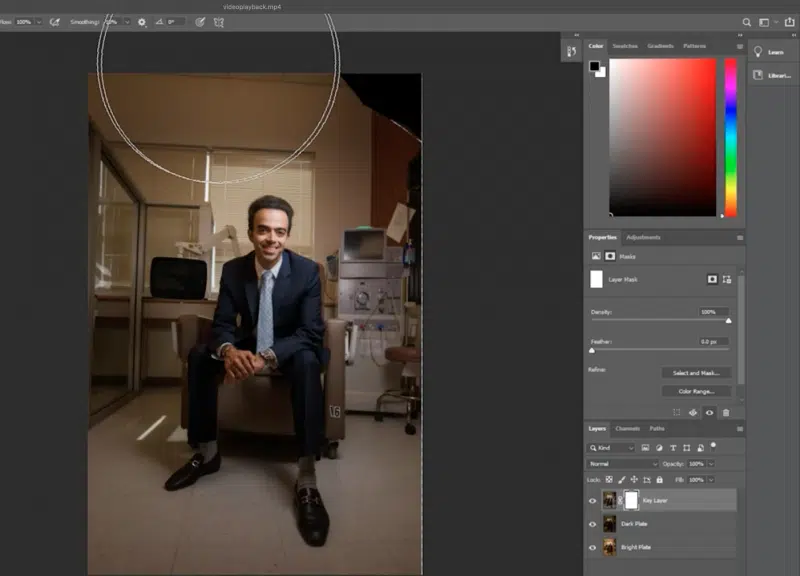 videoplayback.mp4
Flow: 100% Smoothing: 0°
Color Swatches Gradients Patterns
Learn
Librari...
Properties Adjustments
Masks
Layer Mask
Density: 100%
Feather: 0.0 px
Refine: Select and Mask...
Color Range...
16
Layers Channels Paths
Kind
Normal Opacity: 100%
Lock: Fill: 100%
Key Layer
Dark Plate
Bright Plate